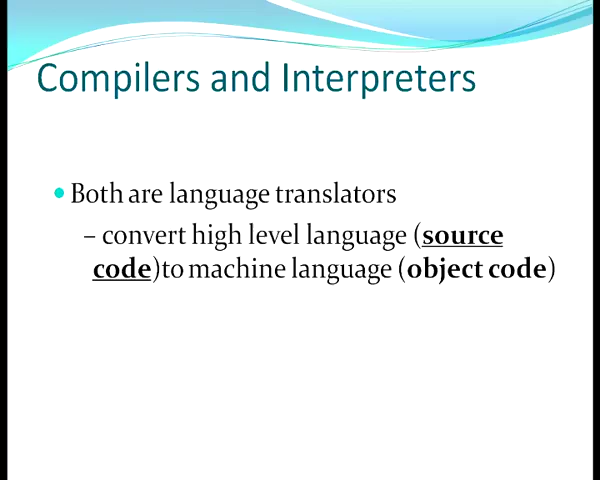 Compilers and Interpreters
• Both are language translators
– convert high level language (source
code)to machine language (object code)